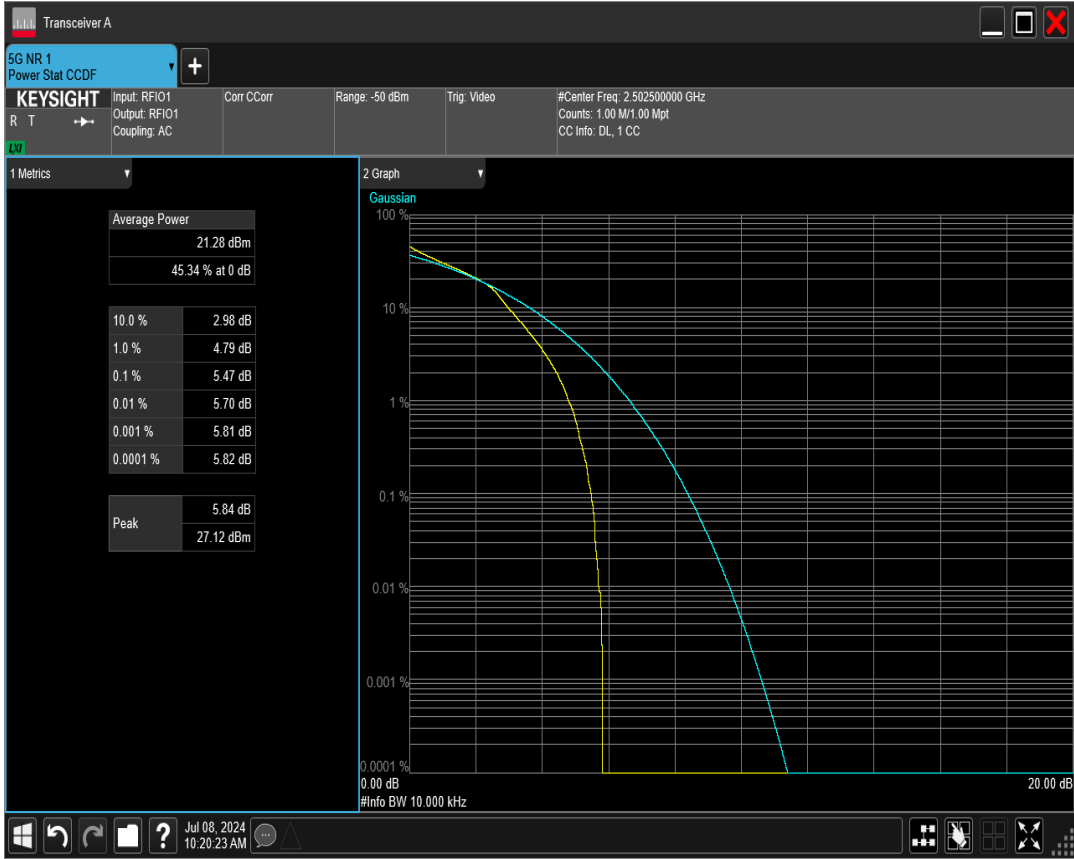 Transceiver A
5G NR 1
Power Stat CCDF
+
KEYSIGHT
R T
LXI
Input: RFIO1
Output: RFIO1
Coupling: AC
Corr CCorr
Range: -50 dBm
Trig: Video
#Center Freq: 2.502500000 GHz
Counts: 1.00 M/1.00 Mpt
CC Info: DL, 1 CC
1 Metrics
Average Power
21.28 dBm
45.34 % at 0 dB
10.0 % 2.98 dB
1.0 % 4.79 dB
0.1 % 5.47 dB
0.01 % 5.70 dB
0.001 % 5.81 dB
0.0001 % 5.82 dB
Peak
5.84 dB
27.12 dBm
2 Graph
Gaussian
100 %
10 %
1 %
0.1 %
0.01 %
0.001 %
0.0001 %
0.00 dB 20.00 dB
#Info BW 10.000 kHz
?
Jul 08, 2024
10:20:23 AM